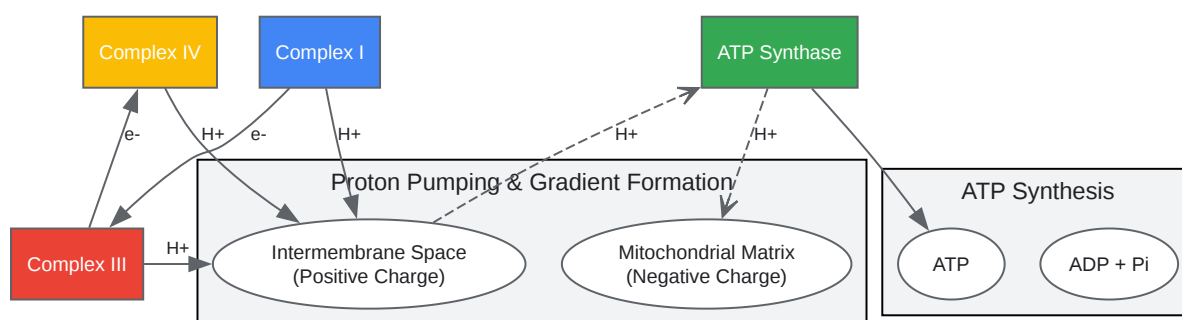 Complex IV
Complex I
ATP Synthase
e-
H+
e-
H+
H+
H+
Proton Pumping & Gradient Formation
ATP Synthesis
Complex III
H+
Intermembrane Space
(Positive Charge)
Mitochondrial Matrix
(Negative Charge)
ATP
ADP + Pi